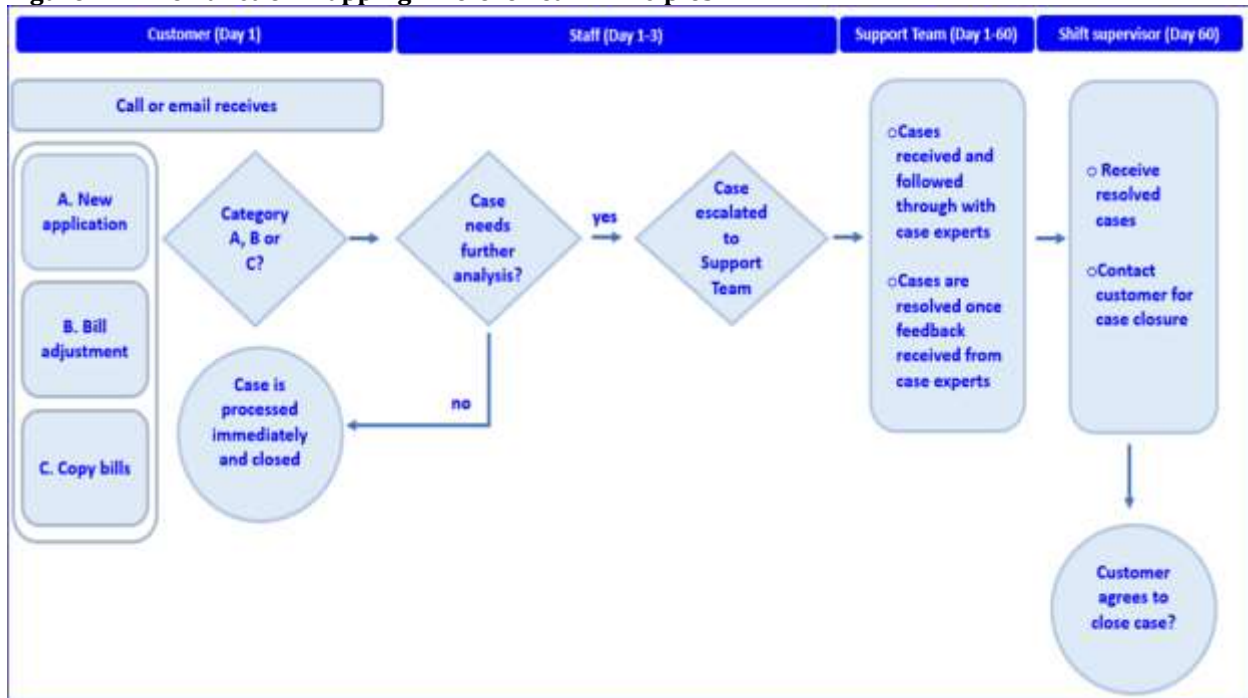 Customer (Day 1)
Staff (Day 1-3)
Support Team (Day 1-60)
Shift supervisor (Day 60)
Call or email receives
A. New
application
B. Bill
adjustment
C. Copy bills
Category
A, B or
C?
Case is
processed
immediately
and closed
Case
needs
further
analysis?
yes
no
Case
escalated
to
Support
Team
oCases
received and
followed
through with
case experts
oCases are
resolved once
feedback
received from
case experts
o Receive
resolved
cases
oContact
customer for
case closure
Customer
agrees to
close case?